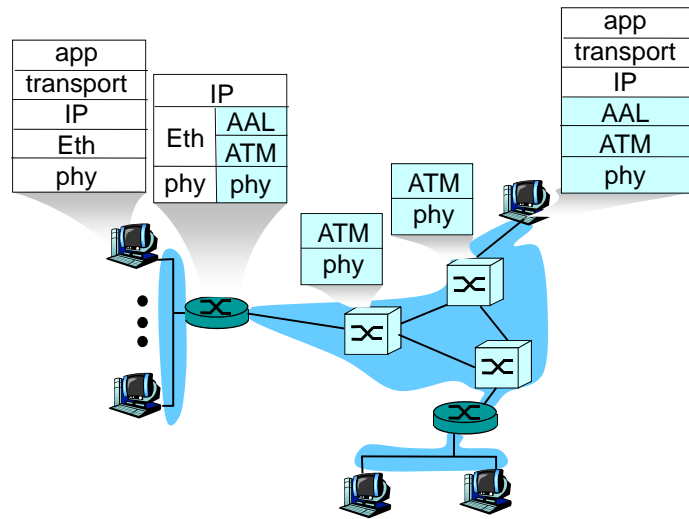 app
transport
IP
Eth
phy
IP
Eth
AAL
ATM
phy
phy
ATM
phy
ATM
phy
app
transport
IP
AAL
ATM
phy